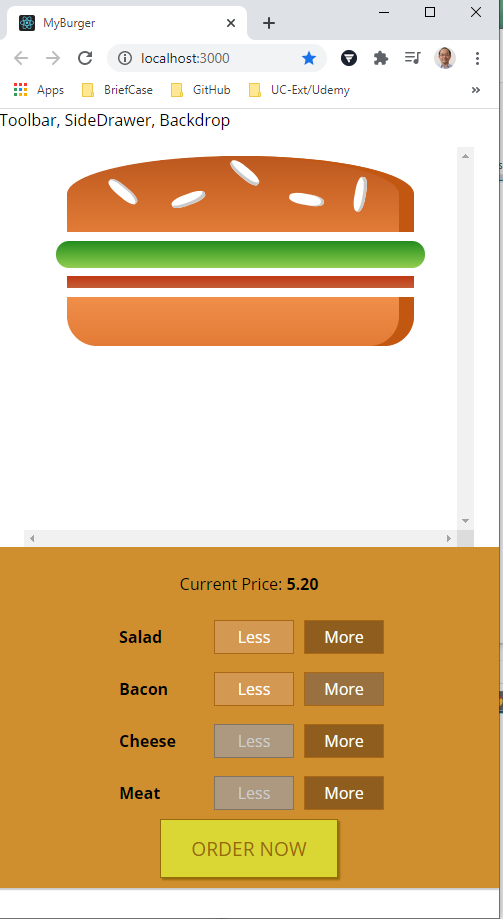 MyBurger
localhost:3000
Apps BriefCase GitHub UC-Ext/Udemy »
Toolbar, SideDrawer, Backdrop
Current Price: 5.20
Salad Less More
Bacon Less More
Cheese Less More
Meat Less More
ORDER NOW